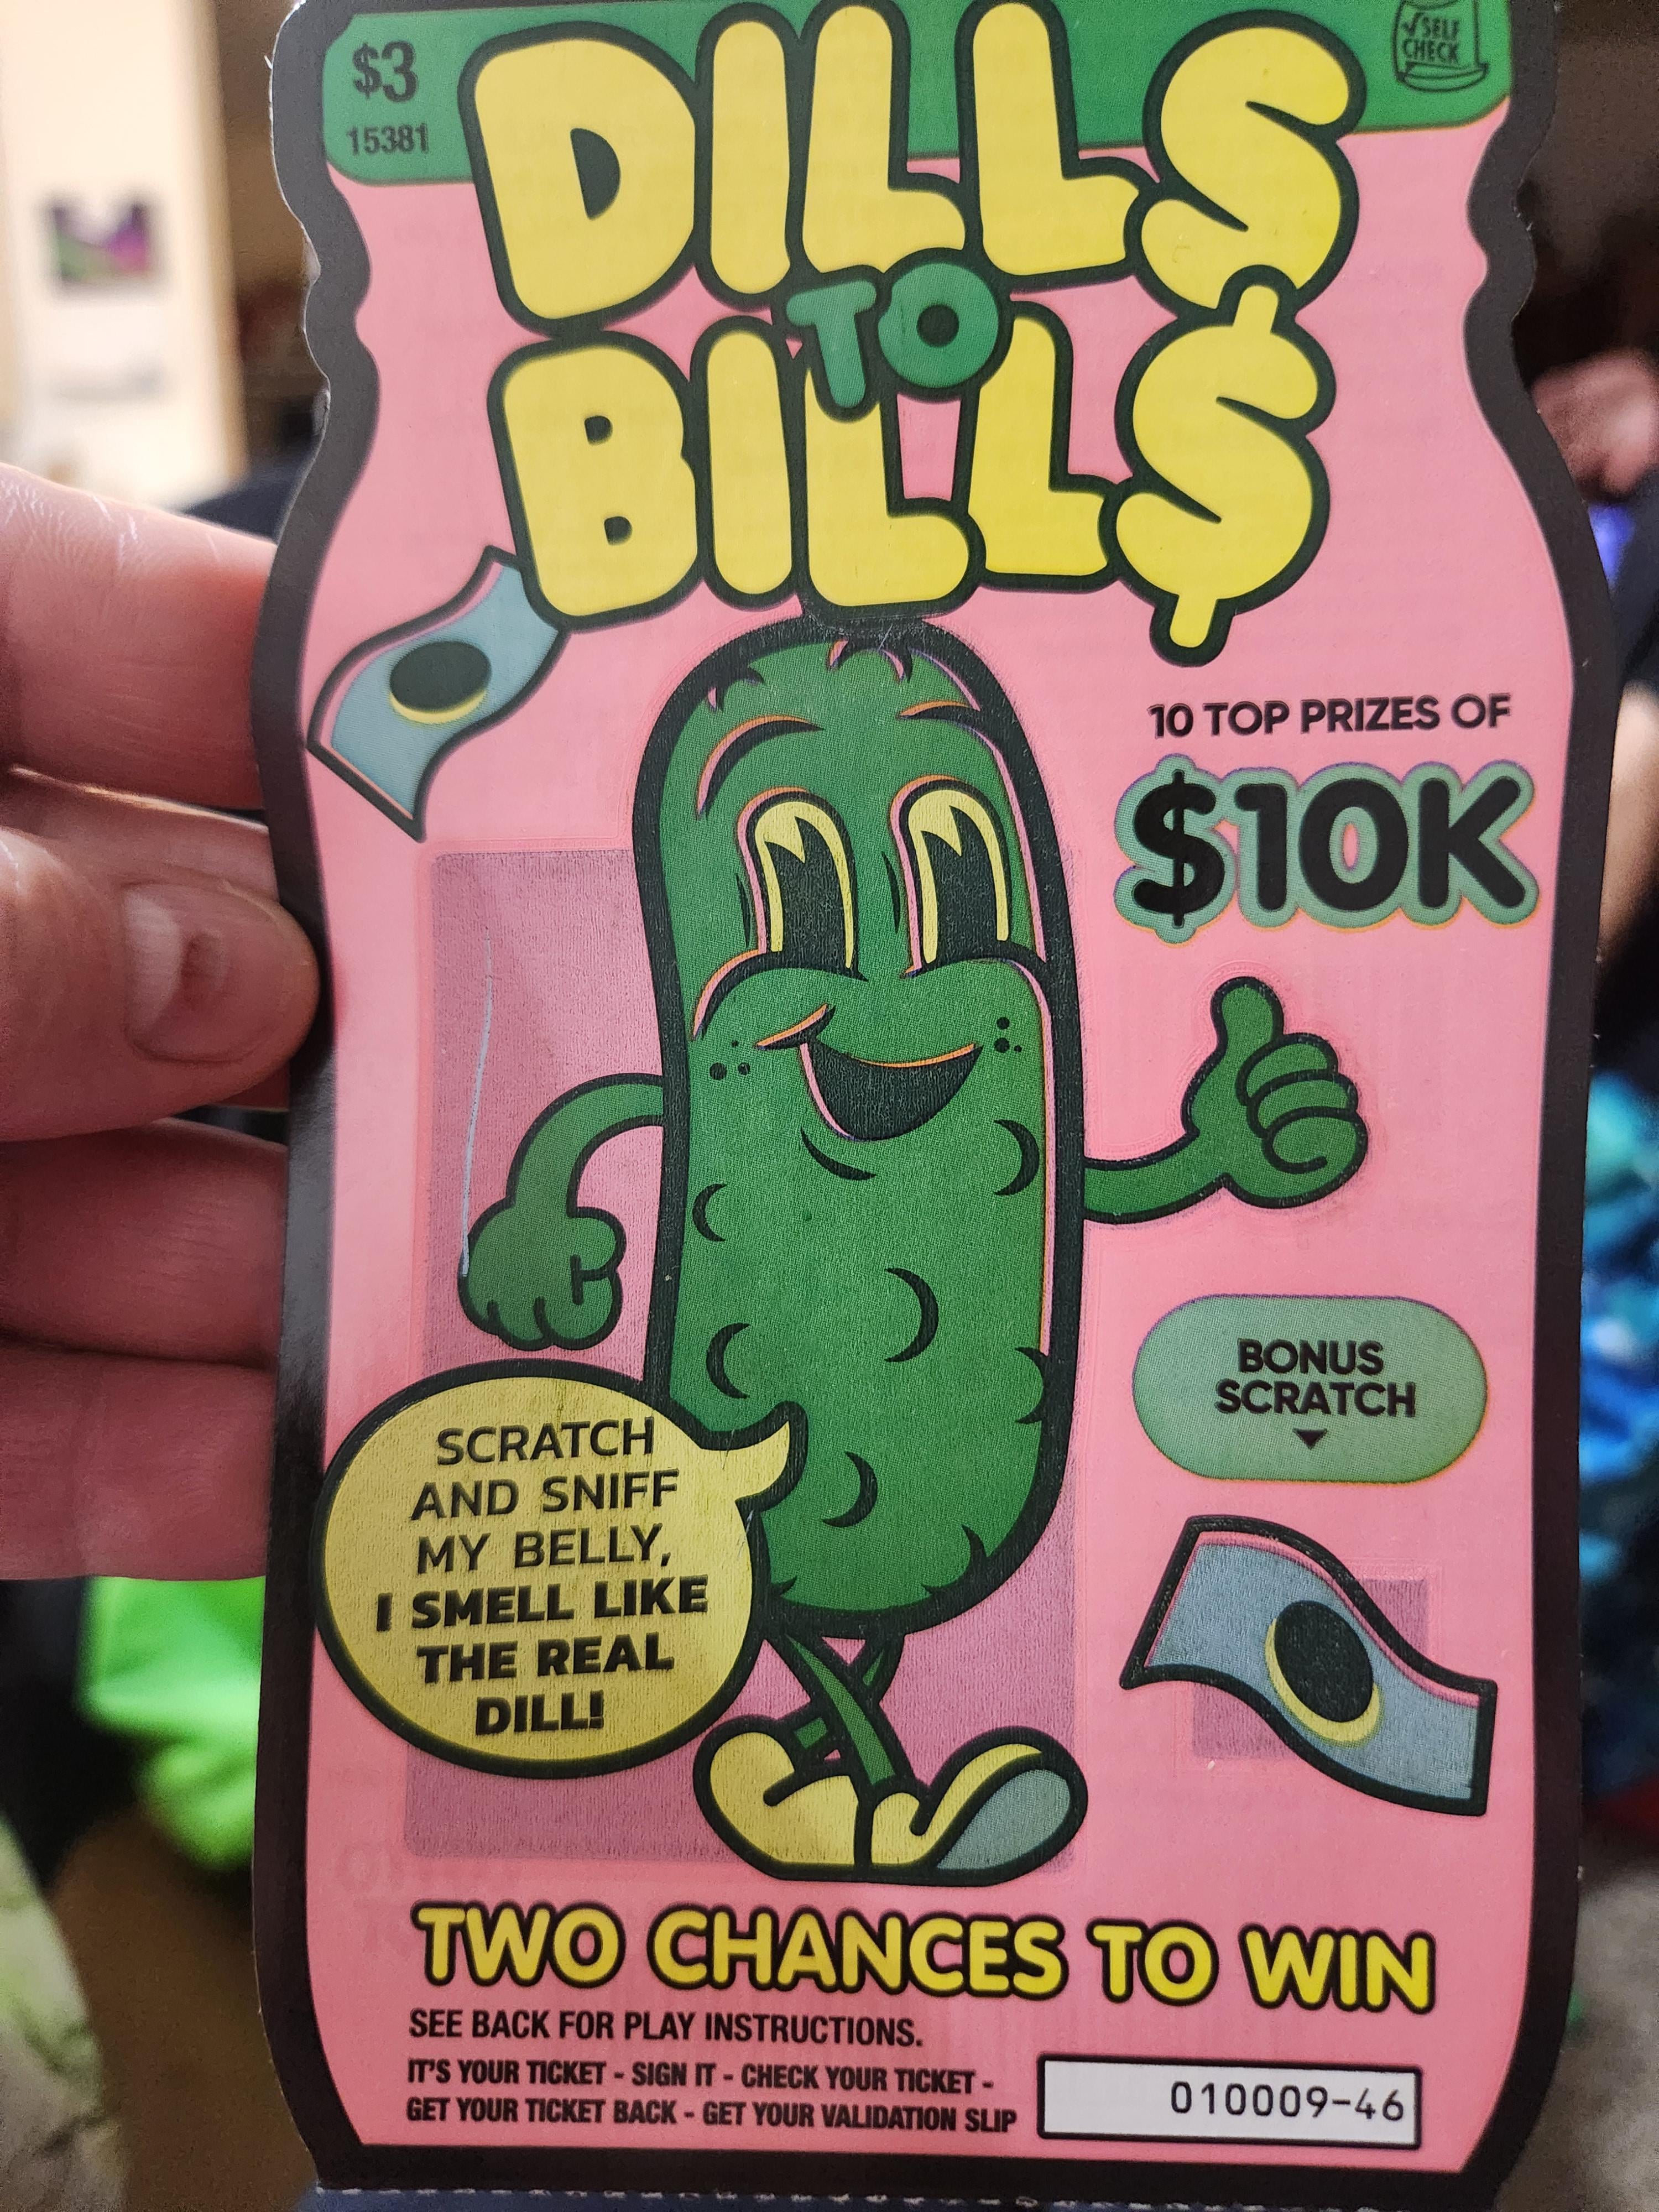 $3
15381
✓SELF
CHECK
DILLS
TO
BILL$
10 TOP PRIZES OF
$10K
BONUS
SCRATCH
SCRATCH
AND SNIFF
MY BELLY,
I SMELL LIKE
THE REAL
DILL!
TWO CHANCES TO WIN
SEE BACK FOR PLAY INSTRUCTIONS.
IT'S YOUR TICKET - SIGN IT - CHECK YOUR TICKET -
GET YOUR TICKET BACK - GET YOUR VALIDATION SLIP
010009-46